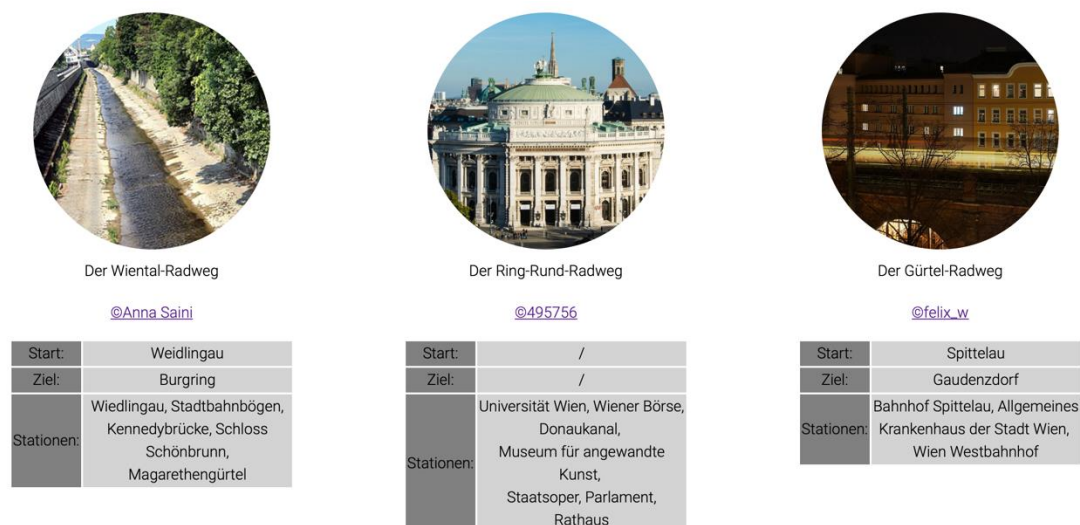 Der Wiental-Radweg
©Anna Saini
Start: Weidlingau
Ziel: Burgring
Stationen: Wiedlingau, Stadtbahnbögen,
Kennedybrücke, Schloss
Schönbrunn,
Magarethengürtel
Der Ring-Rund-Radweg
©495756
Start: /
Ziel: /
Stationen: Universität Wien, Wiener Börse,
Donaukanal,
Museum für angewandte
Kunst,
Staatsoper, Parlament,
Rathaus
Der Gürtel-Radweg
©felix_w
Start: Spittelau
Ziel: Gaudenzdorf
Stationen: Bahnhof Spittelau, Allgemeines
Krankenhaus der Stadt Wien,
Wien Westbahnhof